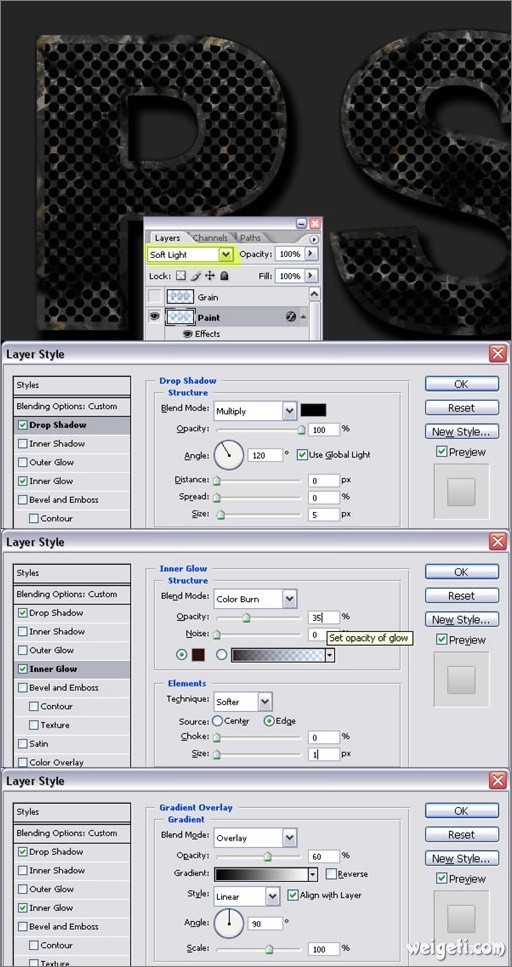 PS
Layers Channels Paths
Soft Light Opacity: 100%
Lock: Fill: 100%
Grain
Paint
Effects
Layer Style
Styles
Blending Options: Custom
Drop Shadow
Inner Shadow
Outer Glow
Inner Glow
Bevel and Emboss
Contour
Drop Shadow
Structure
Blend Mode: Multiply
Opacity: 100 %
Angle: 120 ° Use Global Light
Distance: 0 px
Spread: 0 %
Size: 5 px
OK
Reset
New Style...
Preview
Layer Style
Styles
Blending Options: Custom
Drop Shadow
Inner Shadow
Outer Glow
Inner Glow
Bevel and Emboss
Contour
Texture
Satin
Color Overlay
Inner Glow
Structure
Blend Mode: Color Burn
Opacity: 35 %
Noise: 0
Set opacity of glow
Elements
Technique: Softer
Source: Center Edge
Choke: 0 %
Size: 1 px
OK
Reset
New Style...
Preview
Layer Style
Styles
Blending Options: Custom
Drop Shadow
Inner Shadow
Outer Glow
Inner Glow
Bevel and Emboss
Contour
Texture
Gradient Overlay
Gradient
Blend Mode: Overlay
Opacity: 60 %
Gradient: Reverse
Style: Linear Align with Layer
Angle: 90 °
Scale: 100 %
OK
Reset
New Style...
Preview
weigeti.com